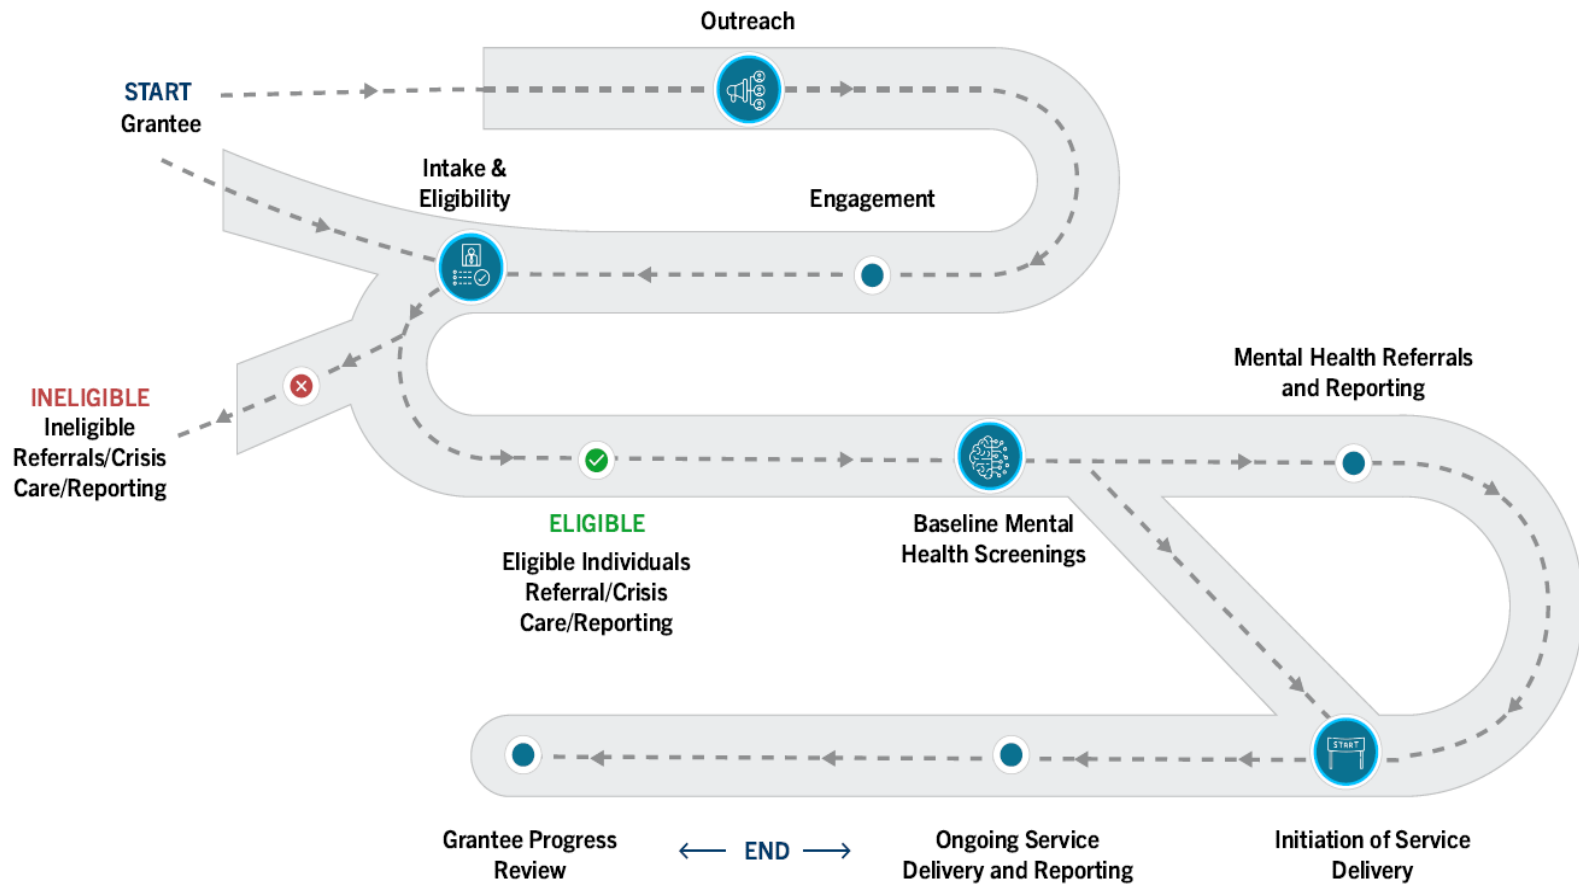 Outreach
START
Grantee
Intake &
Eligibility
Engagement
Mental Health Referrals
and Reporting
INELIGIBLE
Ineligible
Referrals/Crisis
Care/Reporting
ELIGIBLE
Eligible Individuals
Referral/Crisis
Care/Reporting
Baseline Mental
Health Screenings
START
Grantee Progress
Review
END
Ongoing Service
Delivery and Reporting
Initiation of Service
Delivery